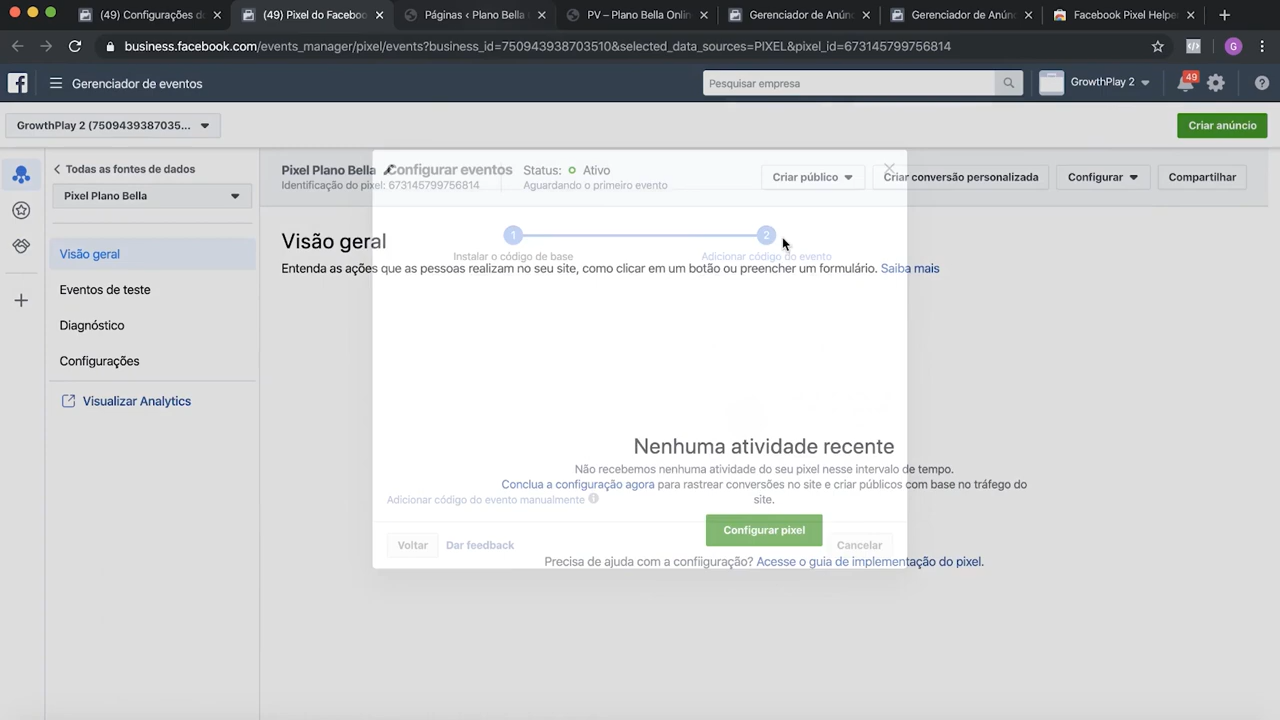 (49) Configurações d
(49) Pixel do Faceboo
Páginas ‹ Plano Bella
PV – Plano Bella Onlin
Gerenciador de Anún
Gerenciador de Anún
Facebook Pixel Helpe
business.facebook.com/events_manager/pixel/events?business_id=750943938703510&selected_data_sources=PIXEL&pixel_id=673145799756814
G
Gerenciador de eventos
Pesquisar empresa
GrowthPlay 2
49
GrowthPlay 2 (7509439387035...
Criar anúncio
Todas as fontes de dados
Pixel Plano Bella
Visão geral
Eventos de teste
Diagnóstico
Configurações
Visualizar Analytics
Pixel Plano Bella
Identificação do pixel: 673145799756814
Configurar eventos
Status: Ativo
Aguardando o primeiro evento
Criar público
Criar conversão personalizada
Configurar
Compartilhar
Visão geral
1
2
Instalar o código de base
Adicionar código do evento
Entenda as ações que as pessoas realizam no seu site, como clicar em um botão ou preencher um formulário. Saiba mais
Nenhuma atividade recente
Não recebemos nenhuma atividade do seu pixel nesse intervalo de tempo.
Conclua a configuração agora para rastrear conversões no site e criar públicos com base no tráfego do
site.
Adicionar código do evento manualmente
Configurar pixel
Voltar
Dar feedback
Cancelar
Precisa de ajuda com a configuração? Acesse o guia de implementação do pixel.